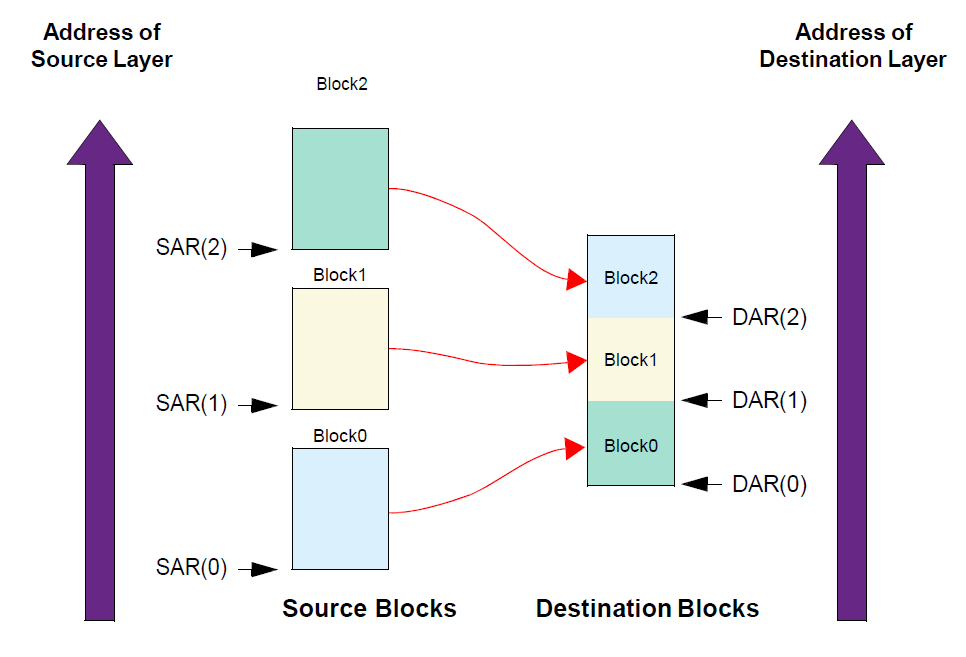 Address of
Source Layer
Address of
Destination Layer
Block2
SAR(2)
Block1
SAR(1)
Block0
SAR(0)
Block2
DAR(2)
Block1
DAR(1)
Block0
DAR(0)
Source Blocks
Destination Blocks